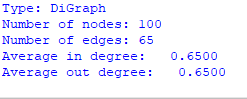 Type: DiGraph
Number of nodes: 100
Number of edges: 65
Average in degree:   0.6500
Average out degree:   0.6500